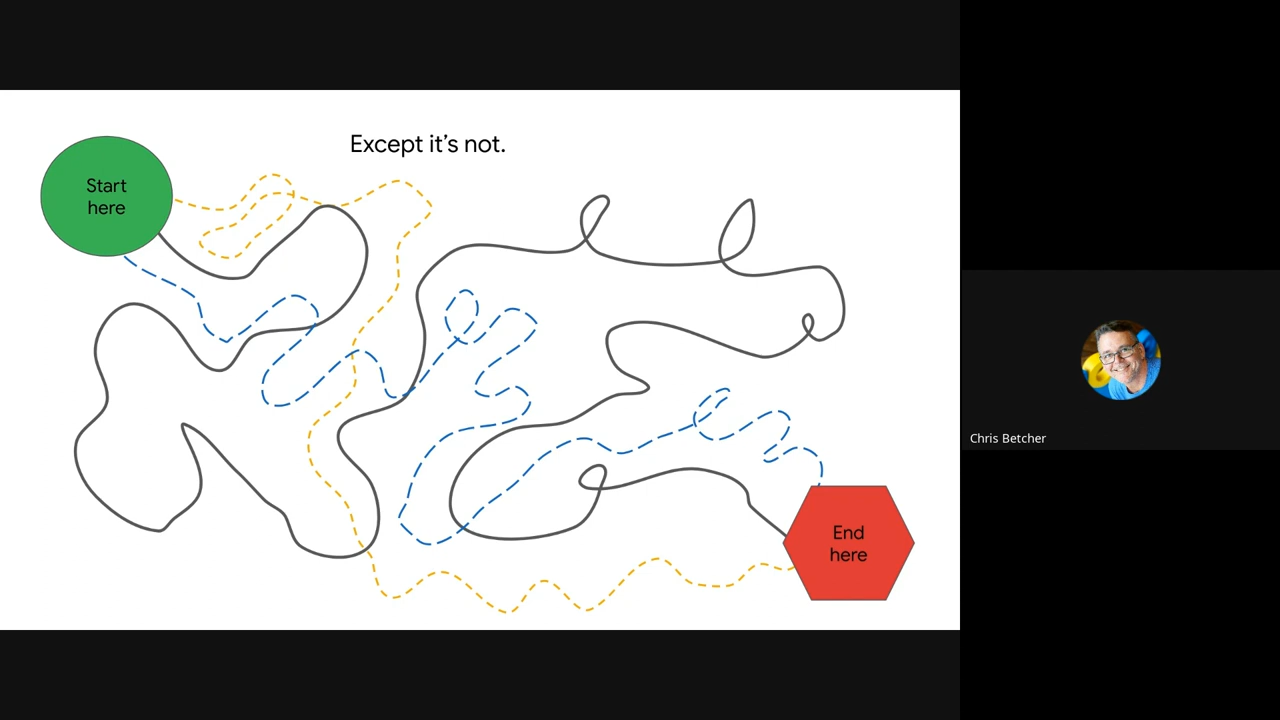 Except it's not.
Start
here
End
here
Chris Betcher